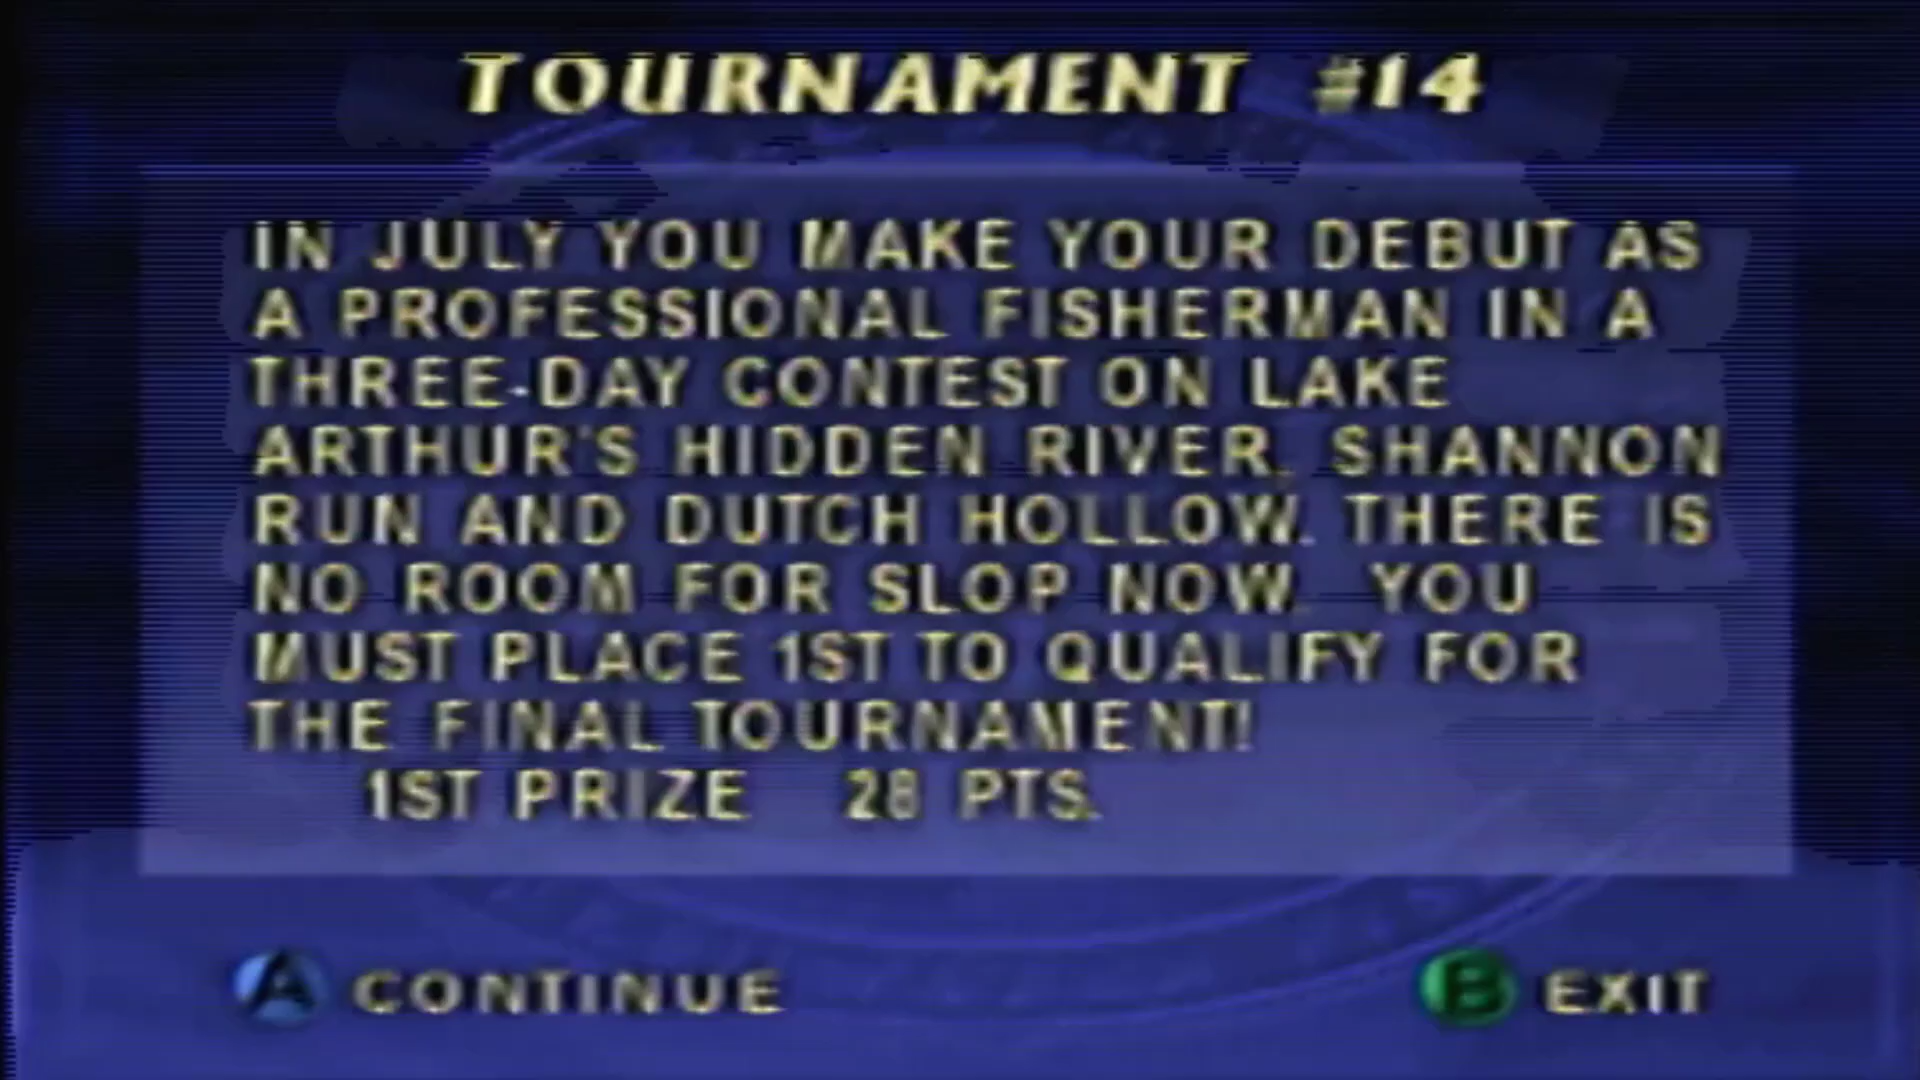 TOURNAMENT #14
IN JULY YOU MAKE YOUR DEBUT AS
A PROFESSIONAL FISHERMAN IN A
THREE-DAY CONTEST ON LAKE
ARTHUR'S HIDDEN RIVER, SHANNON
RUN AND DUTCH HOLLOW. THERE IS
NO ROOM FOR SLOP NOW. YOU
MUST PLACE 1ST TO QUALIFY FOR
THE FINAL TOURNAMENT!
1ST PRIZE 28 PTS.
A CONTINUE
B EXIT